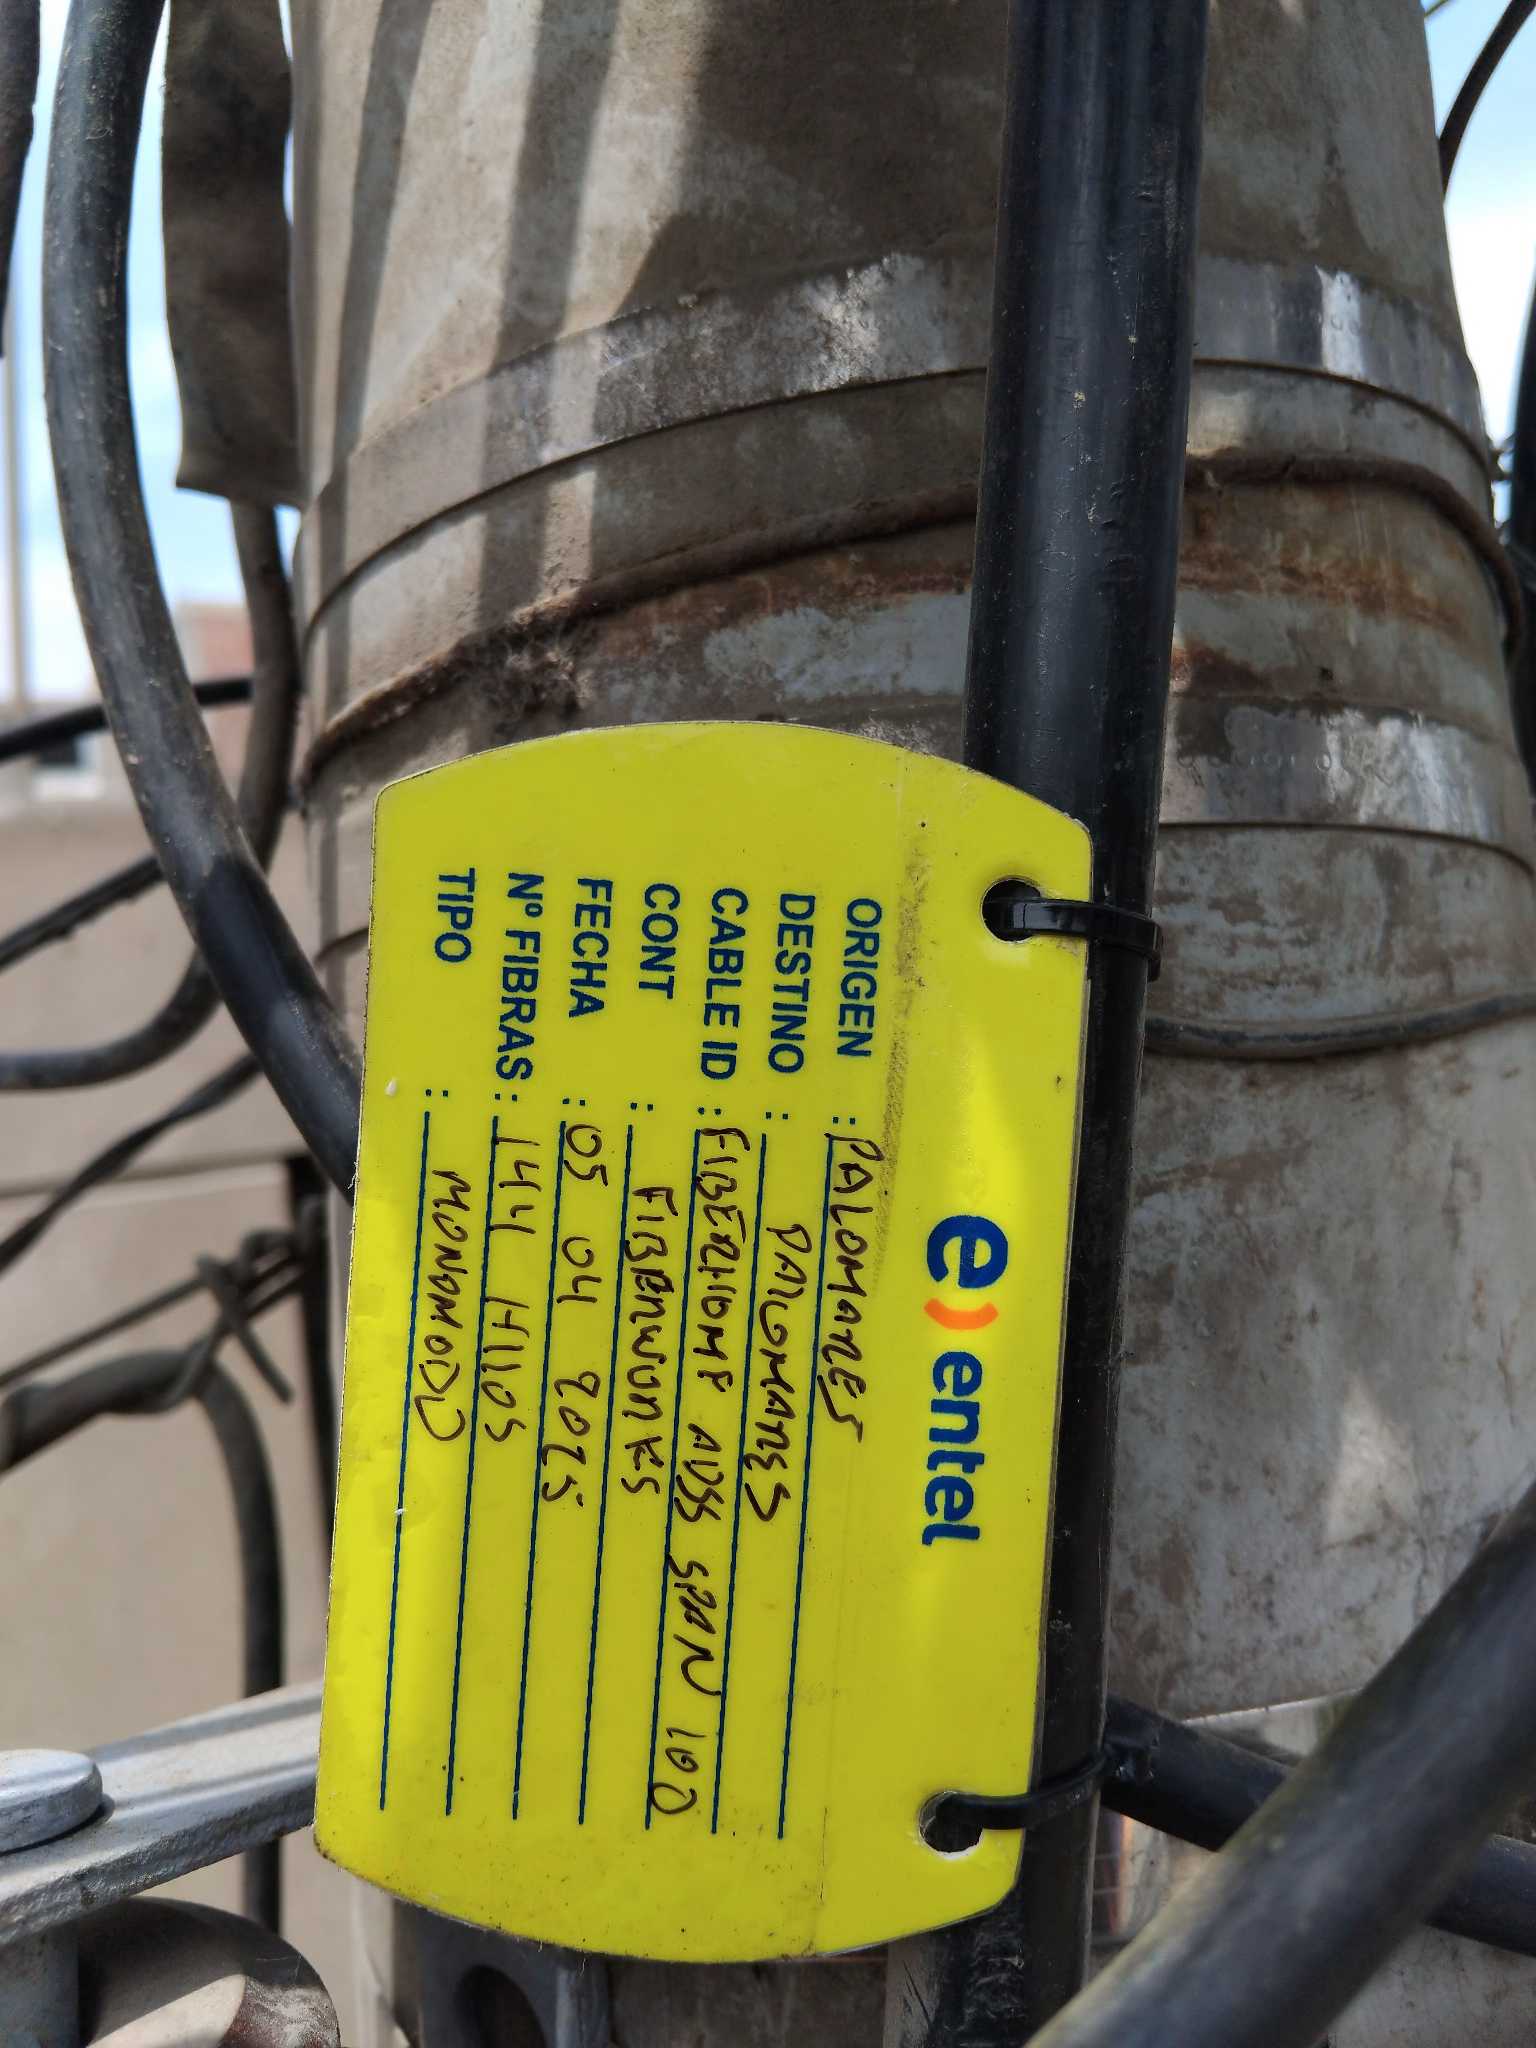 e) entel
ORIGEN : PALOMARES
DESTINO : PALOMARES
CABLE ID : FIBERHOME ADSS SPAN 100
CONT : FIBERWORKS
FECHA : 05 04 2025
Nº FIBRAS : 144 HILOS
TIPO : MONOMODO